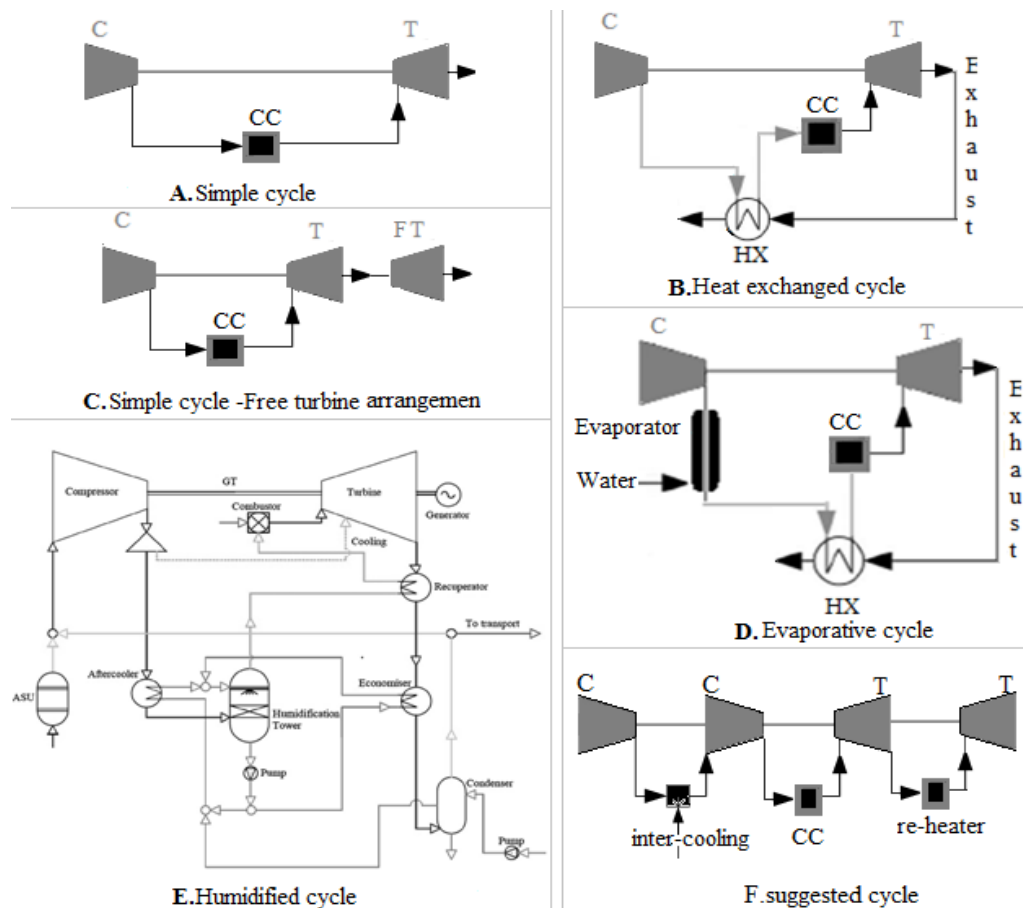 C T
CC
A.Simple cycle
C T
CC
HX
Exhaust
B.Heat exchanged cycle
C T FT
CC
C.Simple cycle -Free turbine arrangemen
C T
Evaporator
CC
Water
HX
Exhaust
D. Evaporative cycle
Compressor GT Turbine
Combustor
Generator
Cooling
Recuperator
To transport
Aftercooler Economiser
ASU
Humidification
Tower
Pump
Condenser
Pump
E.Humidified cycle
C C T T
inter-cooling CC re-heater
F.suggested cycle